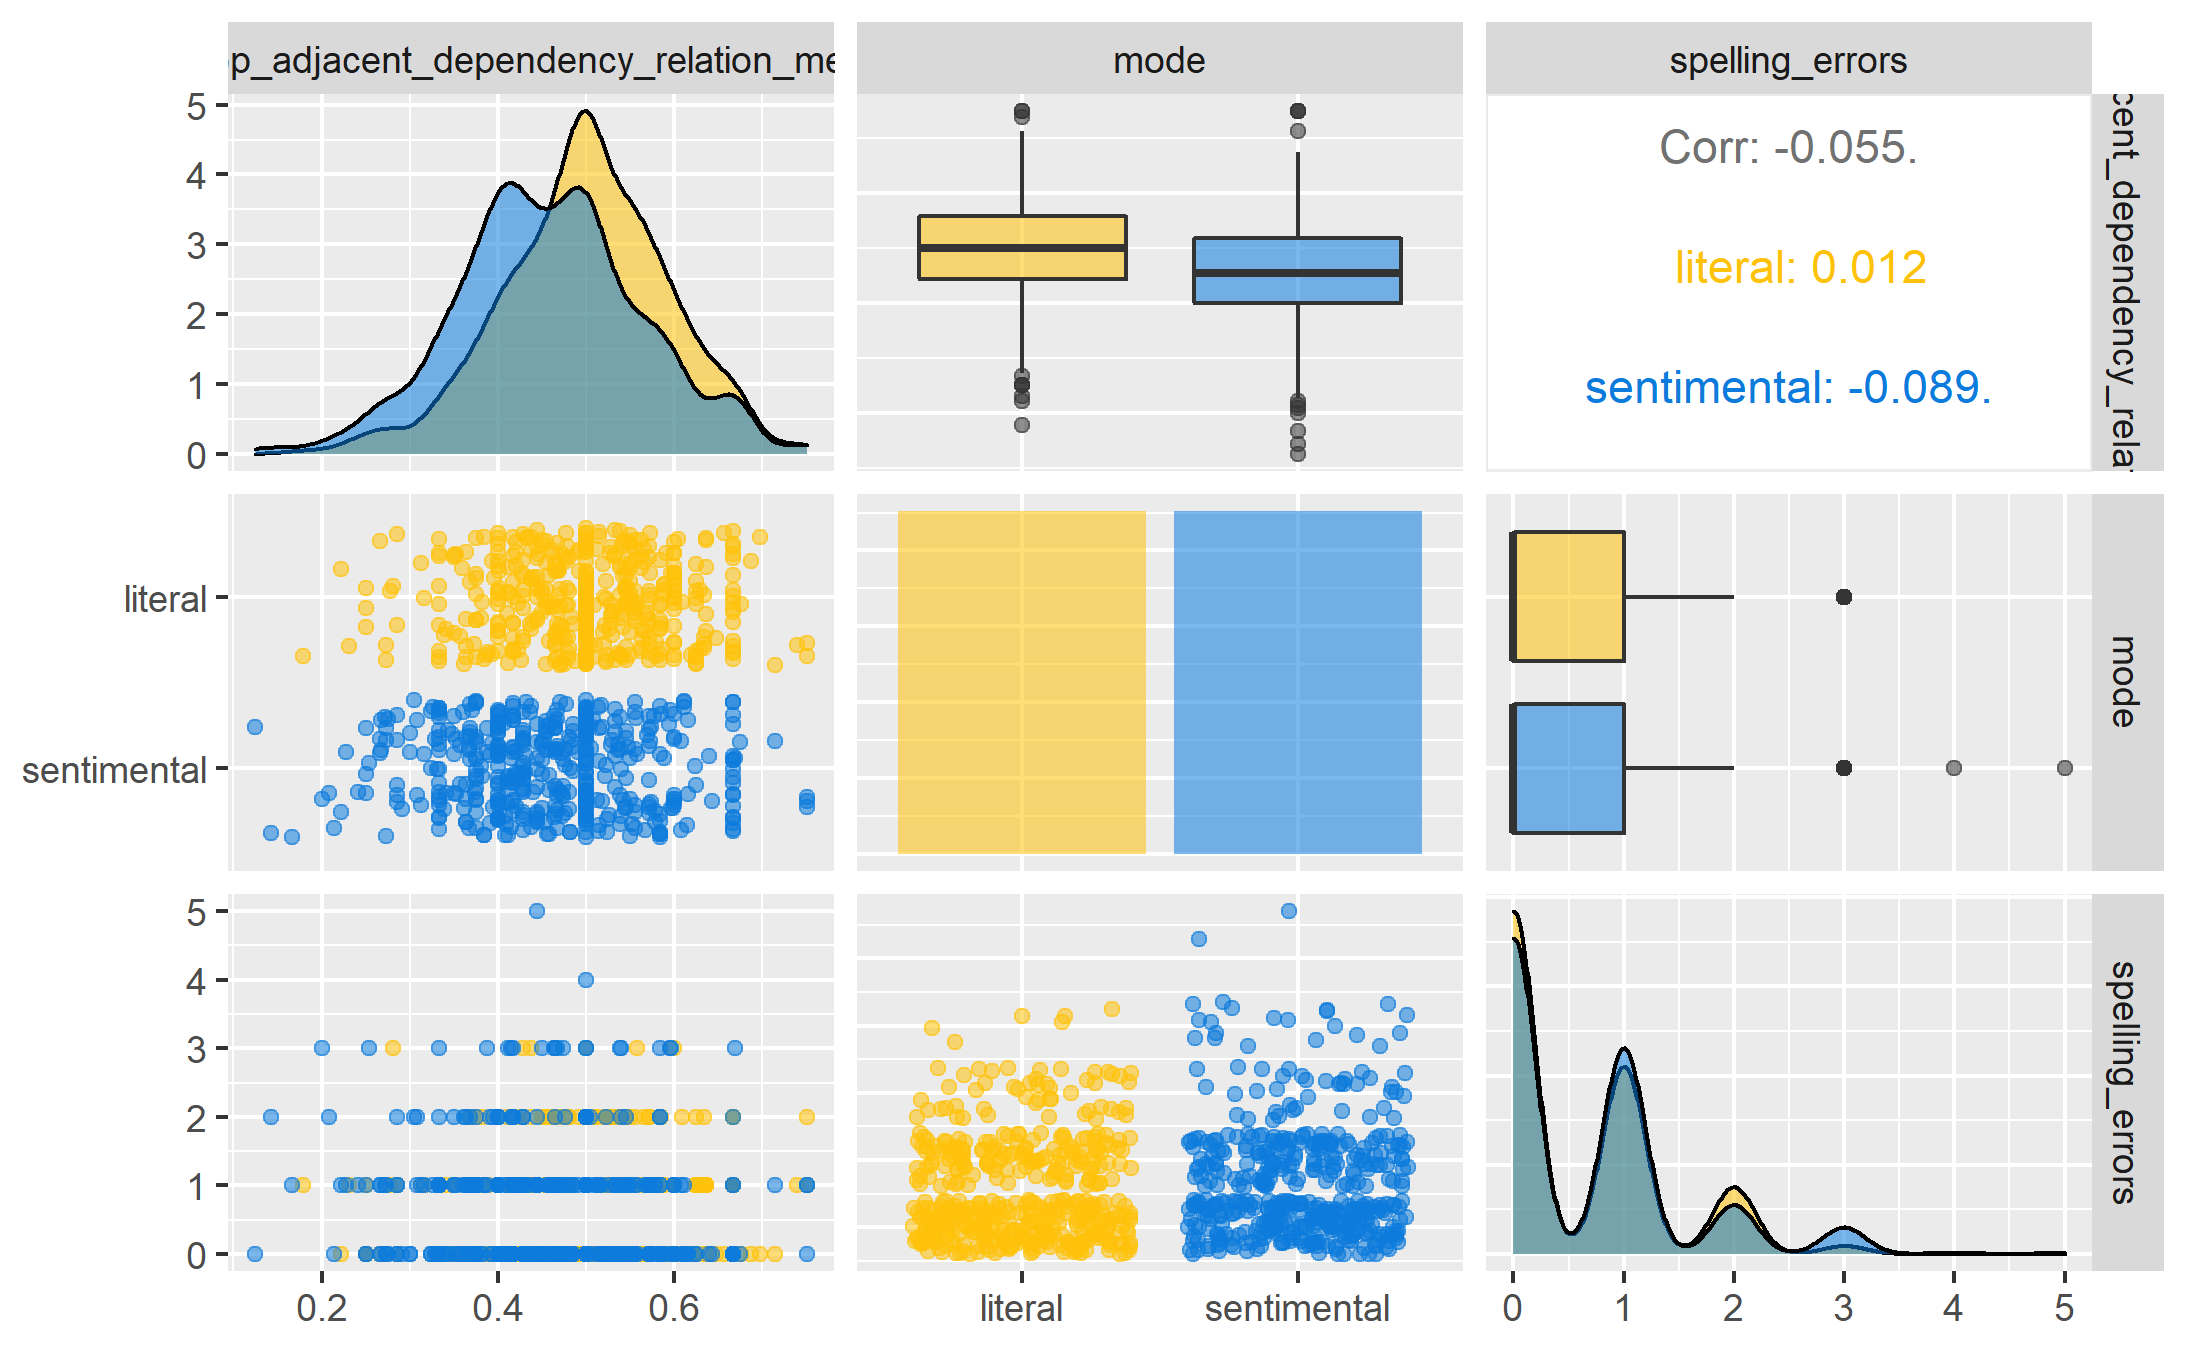 op_adjacent_dependency_relation_me
mode
spelling_errors
5
4
3
2
1
0
Corr: -0.055.
literal: 0.012
sentimental: -0.089.
cent_dependency_rela
literal
sentimental
mode
5
4
3
2
1
0
spelling_errors
0.2 0.4 0.6
literal sentimental
0 1 2 3 4 5